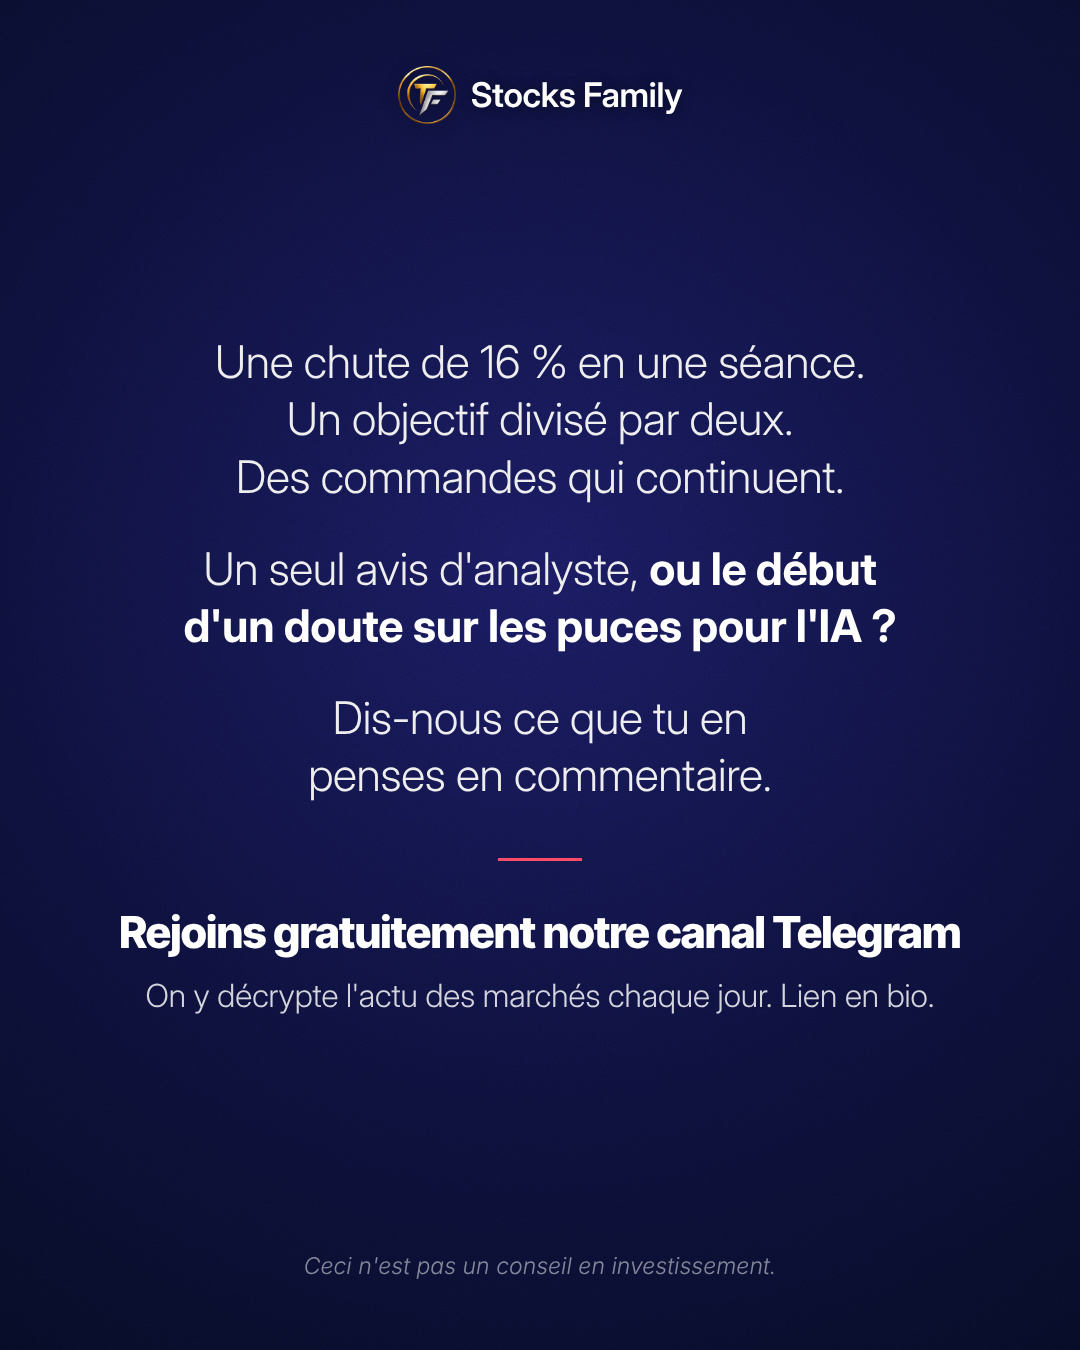 TF Stocks Family
Une chute de 16 % en une séance.
Un objectif divisé par deux.
Des commandes qui continuent.
Un seul avis d'analyste, ou le début
d'un doute sur les puces pour l'IA ?
Dis-nous ce que tu en
penses en commentaire.
Rejoins gratuitement notre canal Telegram
On y décrypte l'actu des marchés chaque jour. Lien en bio.
Ceci n'est pas un conseil en investissement.